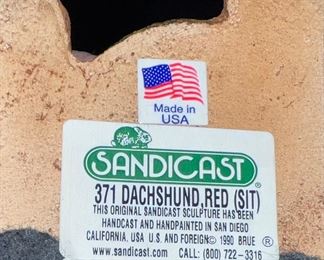 Made in
USA
SANDICAST®
371 DACHSHUND, RED (SIT)
THIS ORIGINAL SANDICAST SCULPTURE HAS BEEN
HANDCAST AND HANDPAINTED IN SAN DIEGO
CALIFORNIA, USA U.S. AND FOREIGN © 1990 BRUE ®
www.sandicast.com CALL: (800) 722-3316